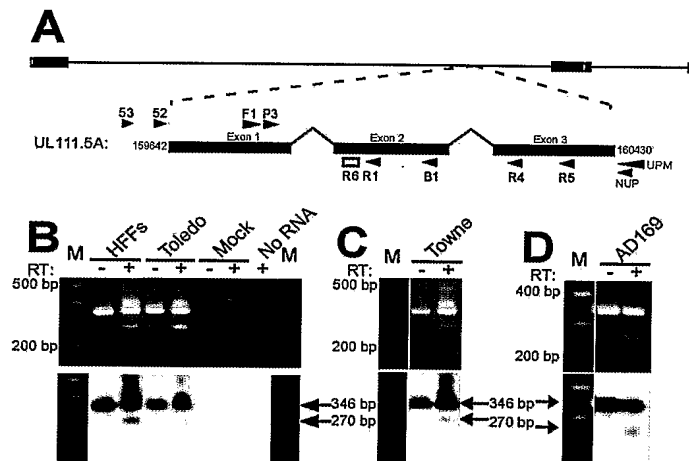 A
53 52 F1 P3
Exon 1 Exon 2 Exon 3
UL111.5A: 159642 160430
R6 R1 B1 R4 R5 UPM
NUP
B C D
M HFFs Toledo Mock No RNA M
RT: - + - + - + +
500 bp
200 bp
M Towne
RT: - +
500 bp
200 bp
M AD169
RT: - +
400 bp
200 bp
346 bp 346 bp
270 bp 270 bp